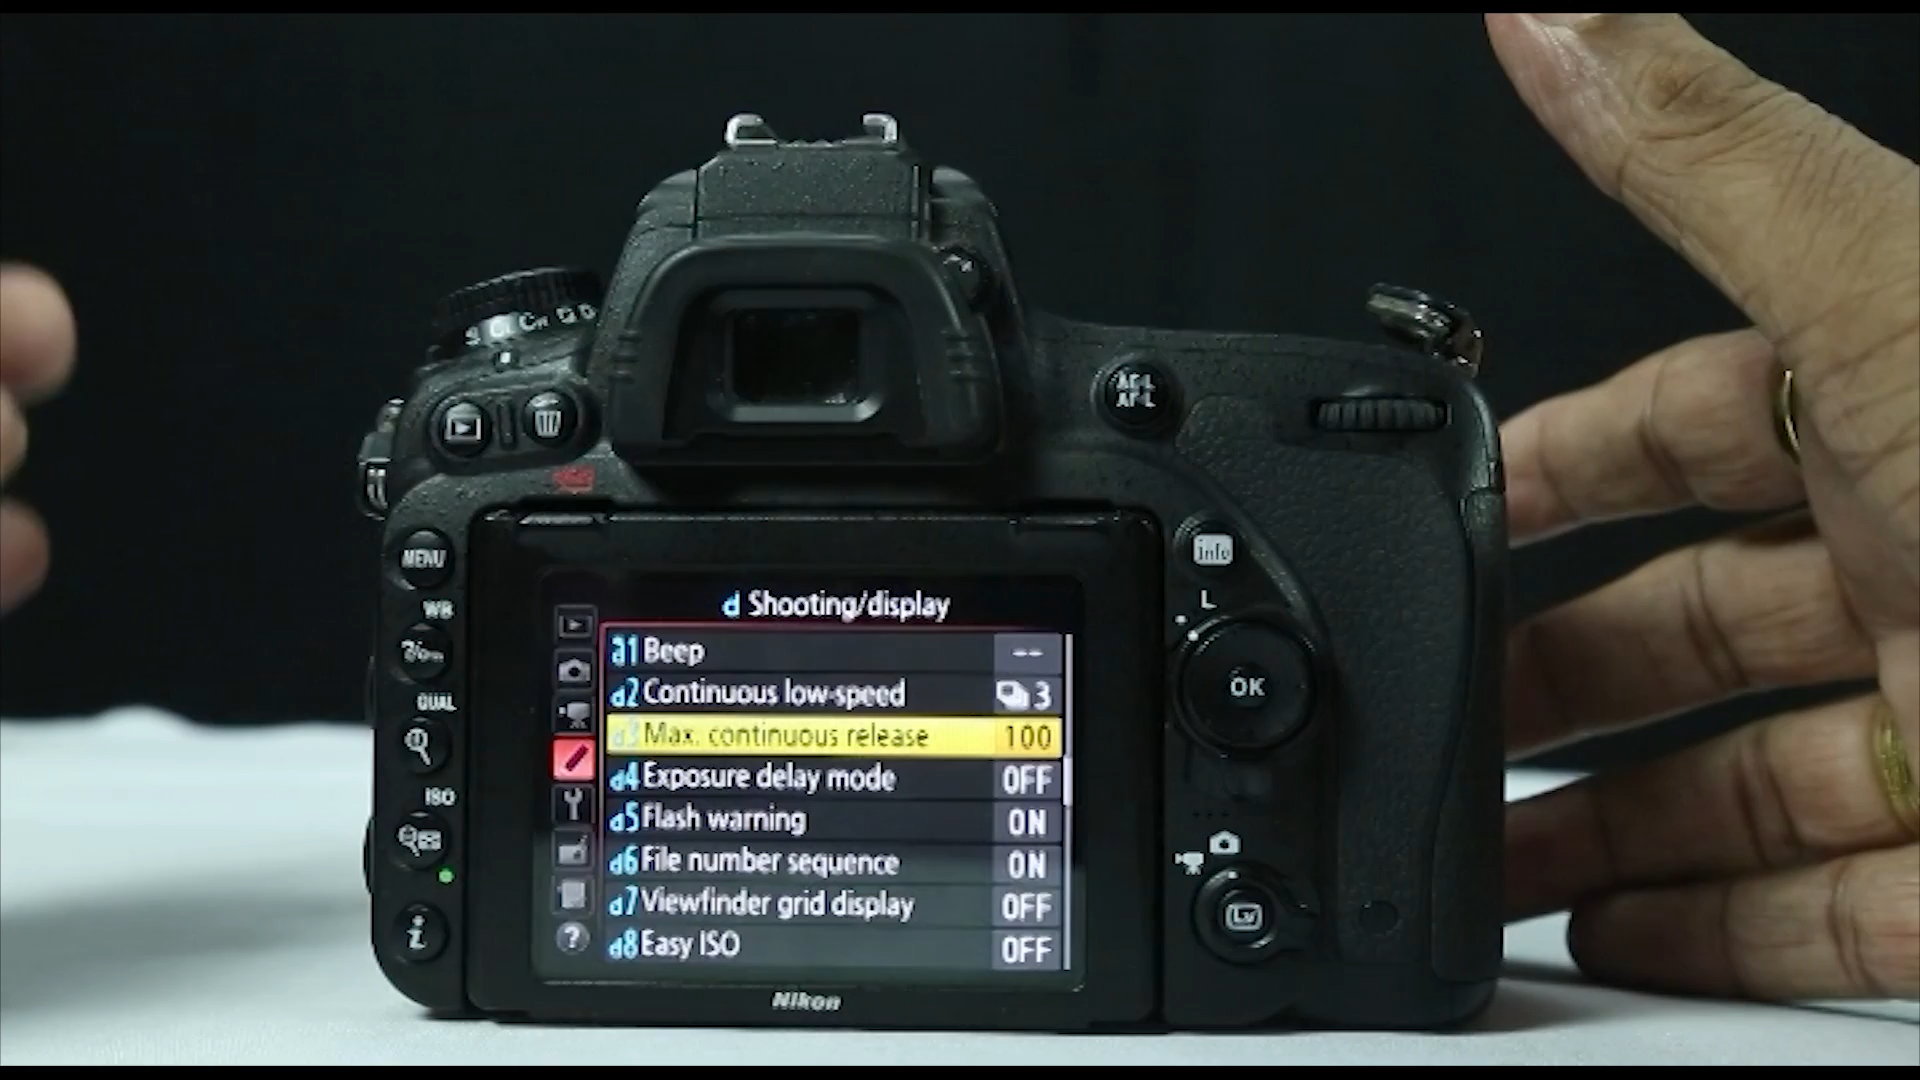 S CL CH Q
AE-L
AF-L
MENU
info
WB
L
d Shooting/display
d1 Beep --
d2 Continuous low-speed 3
d3 Max. continuous release 100
OK
QUAL
d4 Exposure delay mode OFF
d5 Flash warning ON
ISO
d6 File number sequence ON
d7 Viewfinder grid display OFF
Lv
i
? d8 Easy ISO OFF
Nikon